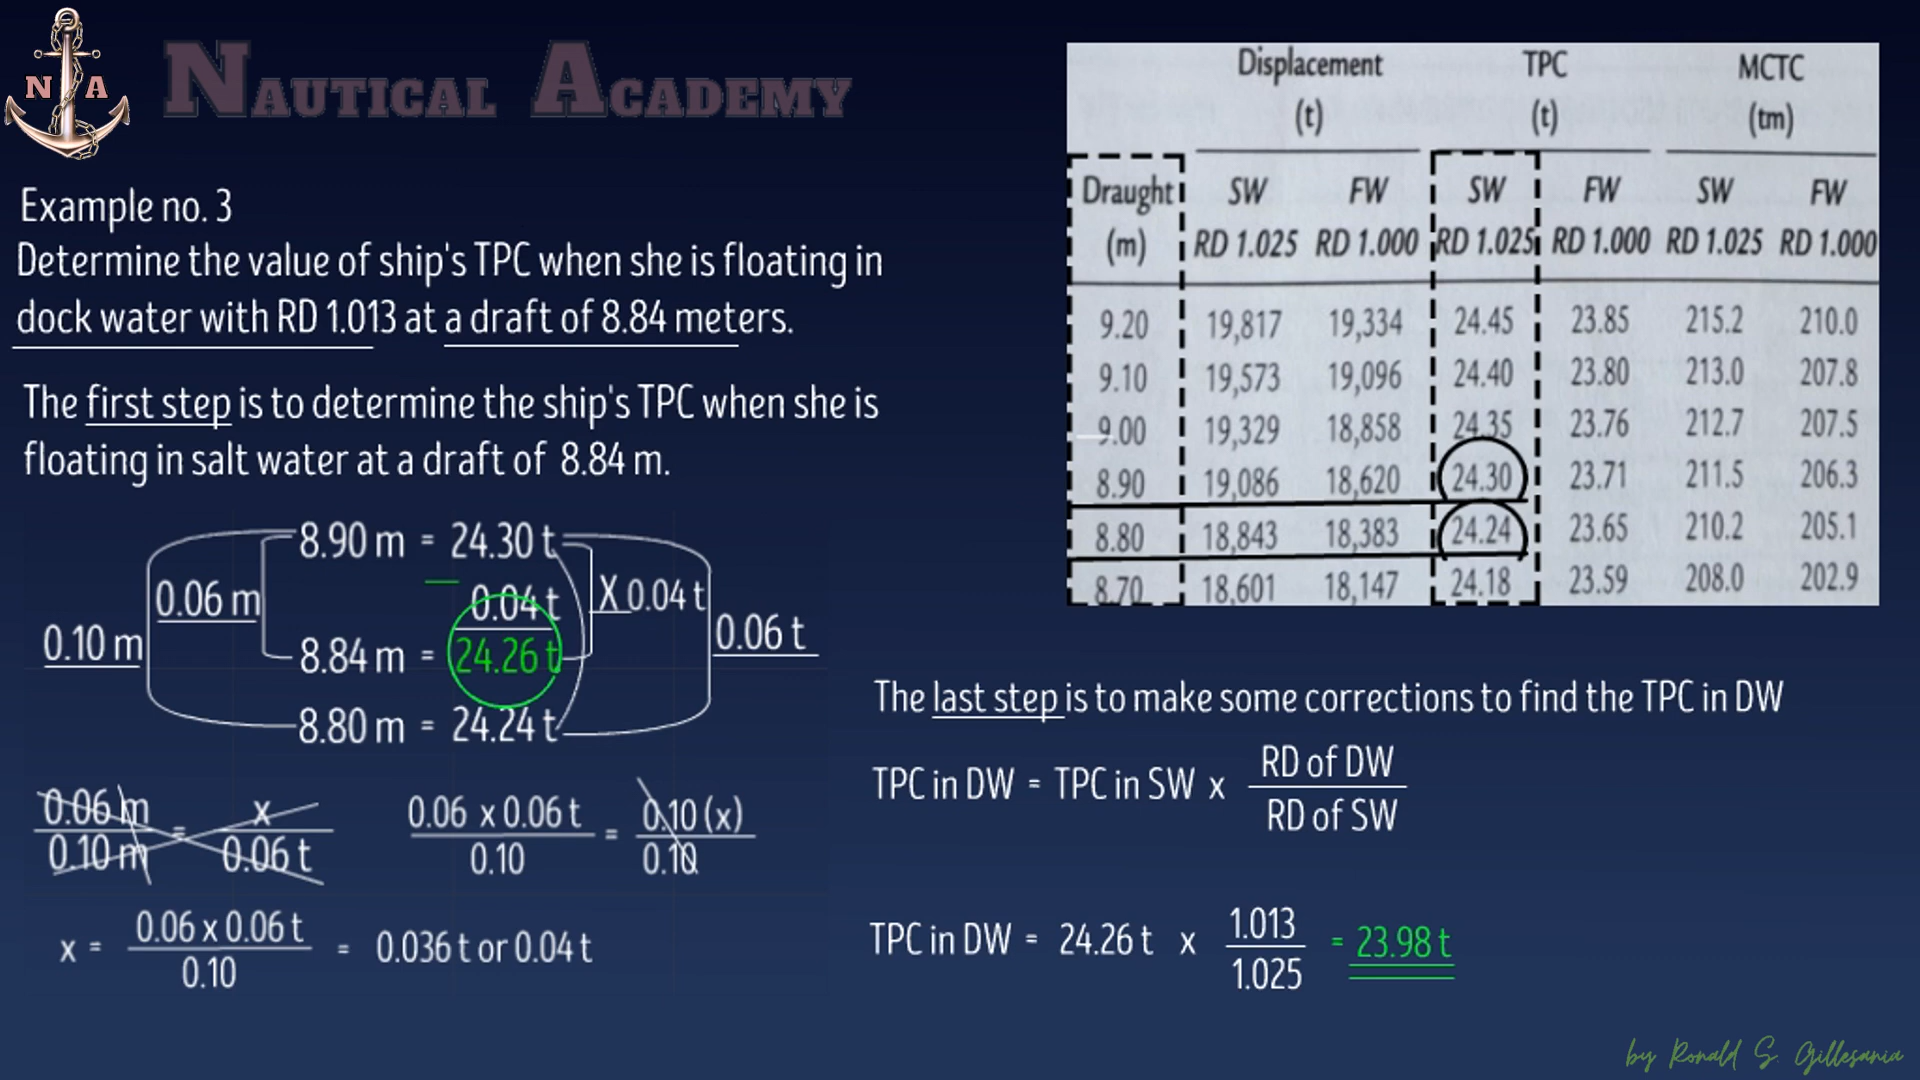 N A
NAUTICAL ACADEMY
Example no. 3
Determine the value of ship's TPC when she is floating in
dock water with RD 1.013 at a draft of 8.84 meters.
The first step is to determine the ship's TPC when she is
floating in salt water at a draft of 8.84 m.
8.90 m = 24.30 t
0.06 m
— 0.04 t
X 0.04 t
0.10 m
0.06 t
8.84 m = 24.26 t
8.80 m = 24.24 t
0.06 m x
=
0.10 m 0.06 t
0.06 x 0.06 t 0.10 (x)
=
0.10 0.10
0.06 x 0.06 t
x = = 0.036 t or 0.04 t
0.10
Displacement TPC MCTC
(t) (t) (tm)
Draught SW FW SW FW SW FW
(m) RD 1.025 RD 1.000 RD 1.025 RD 1.000 RD 1.025 RD 1.000
9.20 19,817 19,334 24.45 23.85 215.2 210.0
9.10 19,573 19,096 24.40 23.80 213.0 207.8
9.00 19,329 18,858 24.35 23.76 212.7 207.5
8.90 19,086 18,620 24.30 23.71 211.5 206.3
8.80 18,843 18,383 24.24 23.65 210.2 205.1
8.70 18,601 18,147 24.18 23.59 208.0 202.9
The last step is to make some corrections to find the TPC in DW
RD of DW
TPC in DW = TPC in SW x
RD of SW
1.013
TPC in DW = 24.26 t x = 23.98 t
1.025
by Ronald S. Gillesania